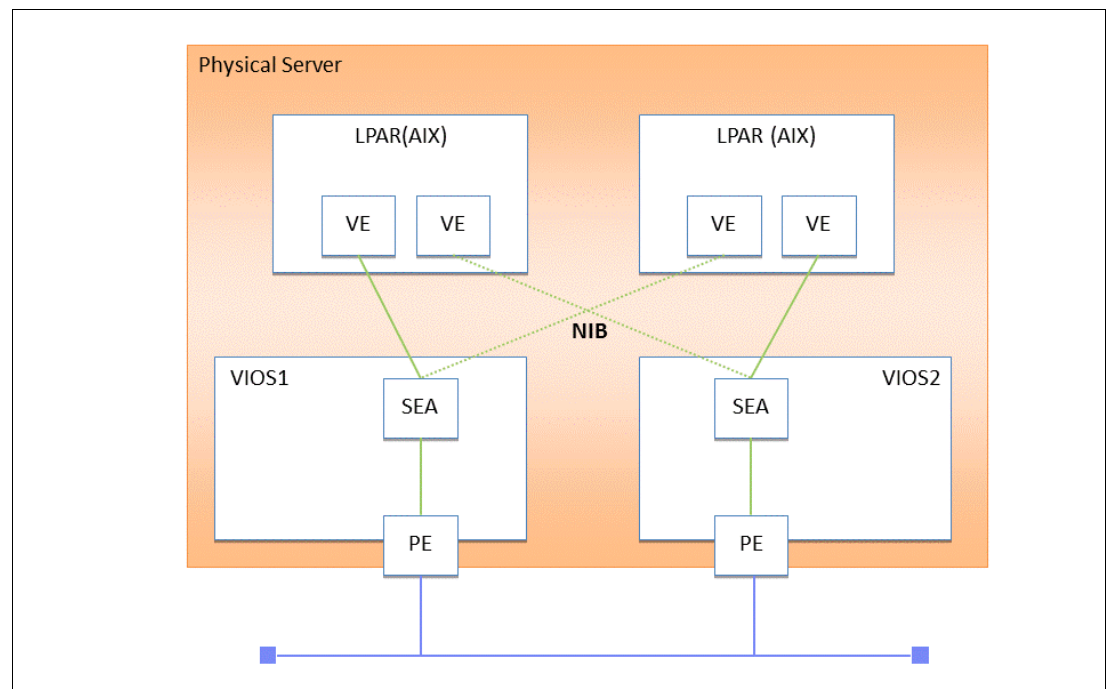 Physical Server
LPAR(AIX)
LPAR (AIX)
VE
VE
VE
VE
NIB
VIOS1
VIOS2
SEA
SEA
PE
PE